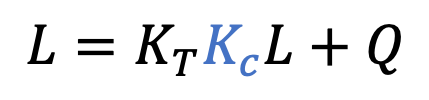 L = K_T K_c L + Q